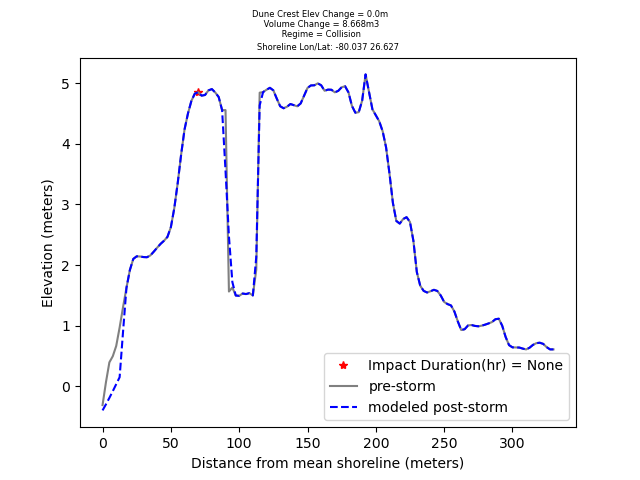 Dune Crest Elev Change = 0.0m
Volume Change = 8.668m3
Regime = Collision
Shoreline Lon/Lat: -80.037 26.627
5
4
3
2
1
0
Elevation (meters)
Impact Duration(hr) = None
pre-storm
modeled post-storm
0 50 100 150 200 250 300
Distance from mean shoreline (meters)